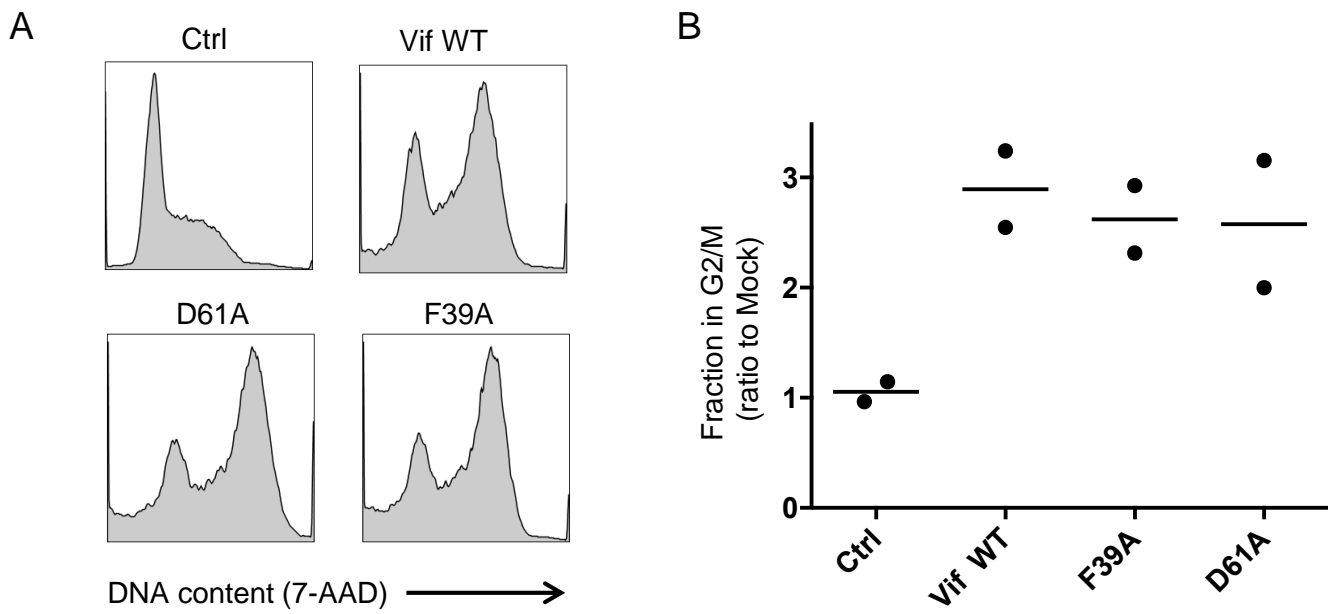 A
Ctrl
Vif WT
D61A
F39A
DNA content (7-AAD)
B
Fraction in G2/M
(ratio to Mock)
3
2
1
0
Ctrl
Vif WT
F39A
D61A